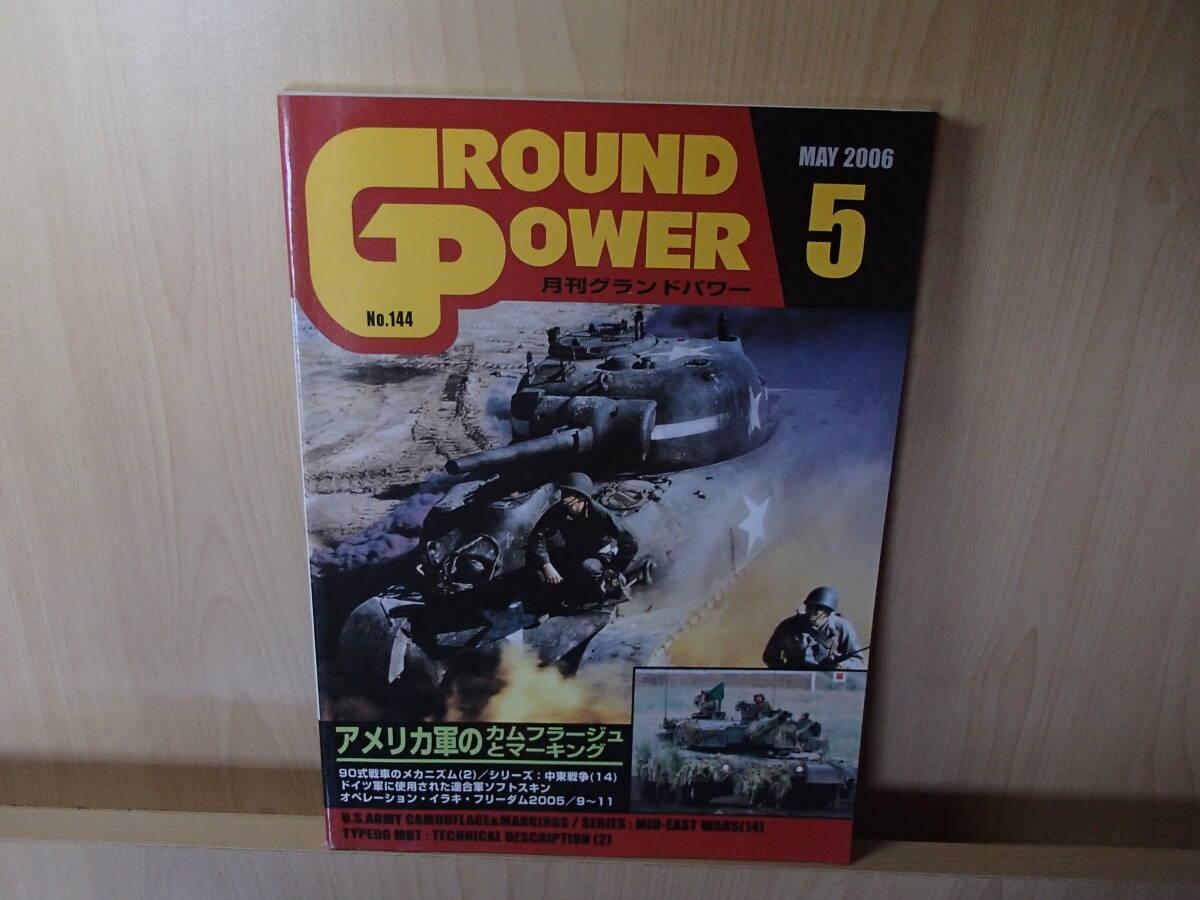 GROUND
POWER
月刊グランドパワー
MAY 2006
5
No.144
アメリカ軍のカムフラージュとマーキング
90式戦車のメカニズム(2)/シリーズ:中東戦争(14)
ドイツ軍に使用された連合軍ソフトスキン
オペレーション・イラキ・フリーダム2005/9〜11
U.S.ARMY CAMOUFLAGE&MARKINGS / SERIES : MID-EAST WARS(14)
TYPE90 MBT : TECHNICAL DESCRIPTION (2)